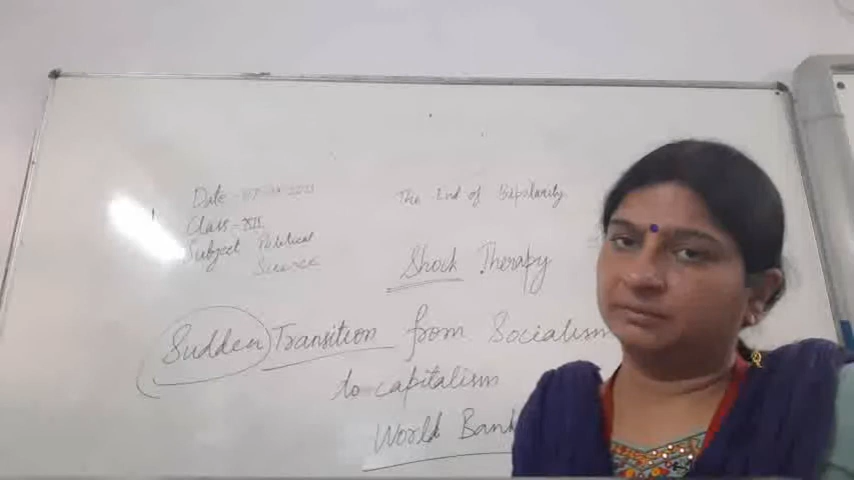 Date
Class - XII
Subject Political
Science
The End of Bipolarity
Shock Therapy
Sudden Transition from Socialism
to capitalism
World Bank